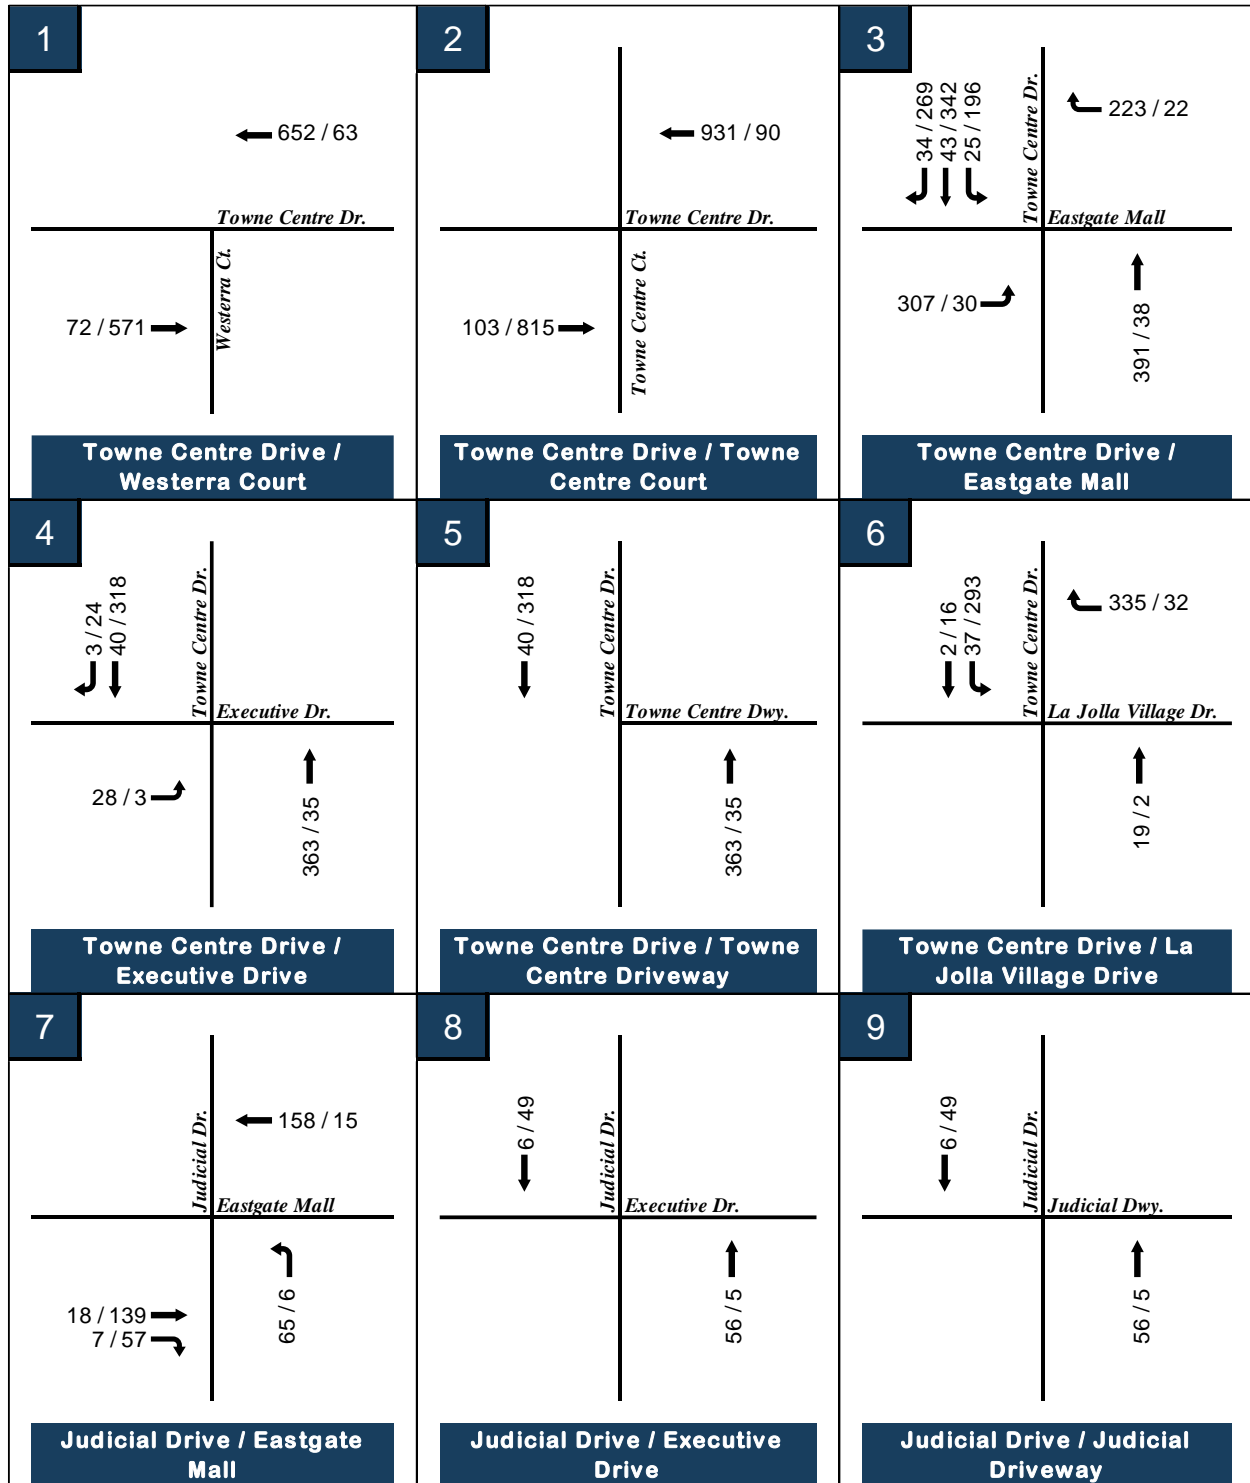 1
652 / 63
Towne Centre Dr.
Westerra Ct.
72 / 571
Towne Centre Drive /
Westerra Court
2
931 / 90
Towne Centre Dr.
Towne Centre Ct.
103 / 815
Towne Centre Drive / Towne
Centre Court
3
34 / 269
43 / 342
25 / 196
Towne Centre Dr.
223 / 22
Eastgate Mall
307 / 30
391 / 38
Towne Centre Drive /
Eastgate Mall
4
3 / 24
40 / 318
Towne Centre Dr.
Executive Dr.
28 / 3
363 / 35
Towne Centre Drive /
Executive Drive
5
40 / 318
Towne Centre Dr.
Towne Centre Dwy.
363 / 35
Towne Centre Drive / Towne
Centre Driveway
6
2 / 16
37 / 293
Towne Centre Dr.
335 / 32
La Jolla Village Dr.
19 / 2
Towne Centre Drive / La
Jolla Village Drive
7
Judicial Dr.
158 / 15
Eastgate Mall
18 / 139
7 / 57
65 / 6
Judicial Drive / Eastgate
Mall
8
6 / 49
Judicial Dr.
Executive Dr.
56 / 5
Judicial Drive / Executive
Drive
9
6 / 49
Judicial Dr.
Judicial Dwy.
56 / 5
Judicial Drive / Judicial
Driveway